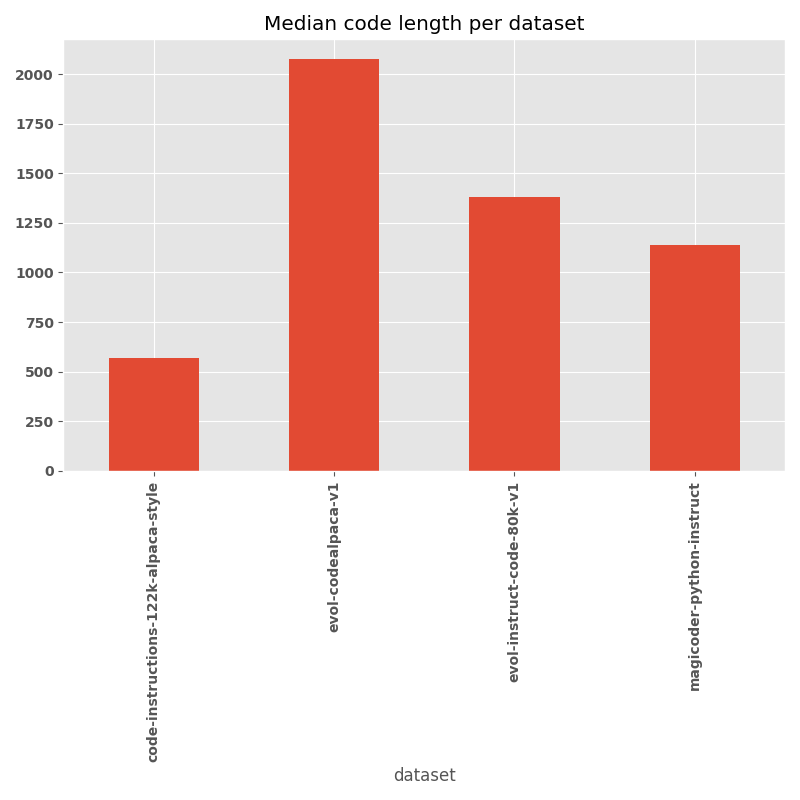 Median code length per dataset
2000
1750
1500
1250
1000
750
500
250
0
code-instructions-122k-alpaca-style
evol-codealpaca-v1
evol-instruct-code-80k-v1
magicoder-python-instruct
dataset